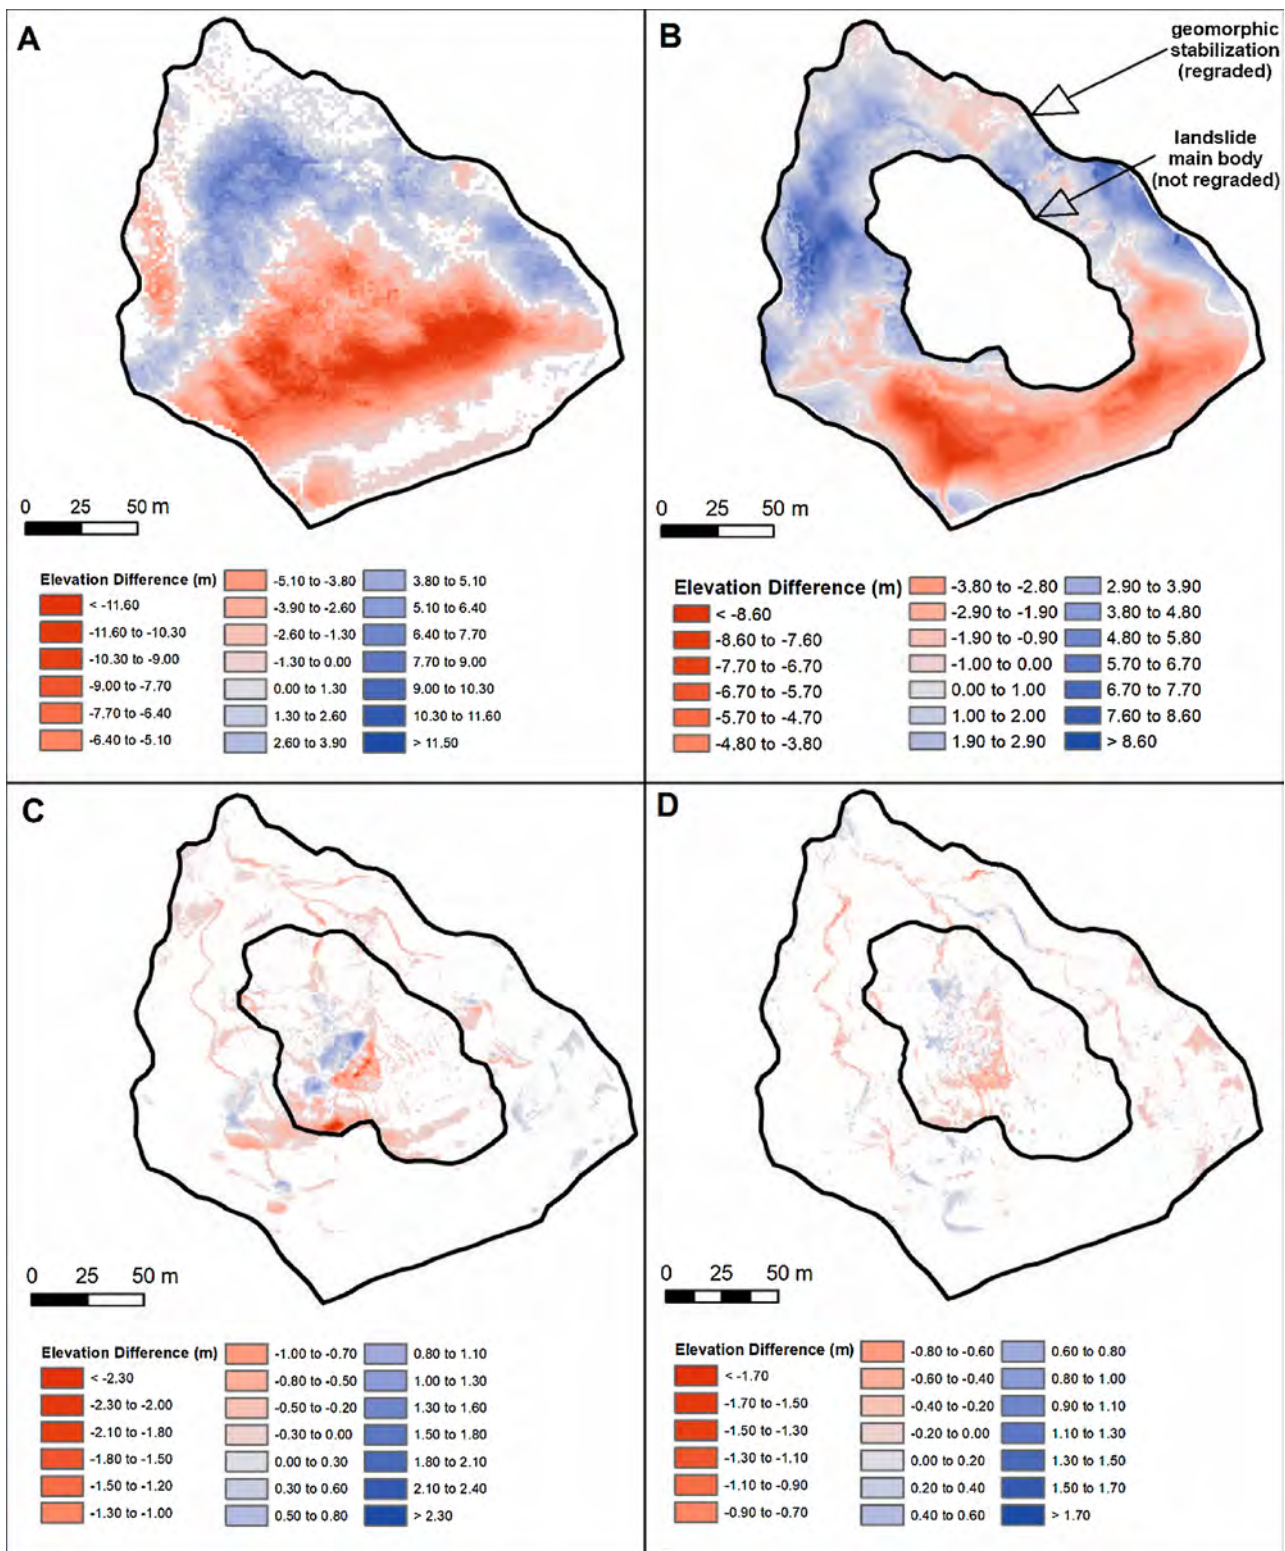 A
0 25 50 m
Elevation Difference (m)
< -11.60
-11.60 to -10.30
-10.30 to -9.00
-9.00 to -7.70
-7.70 to -6.40
-6.40 to -5.10
-5.10 to -3.80
-3.90 to -2.60
-2.60 to -1.30
-1.30 to 0.00
0.00 to 1.30
1.30 to 2.60
2.60 to 3.90
3.80 to 5.10
5.10 to 6.40
6.40 to 7.70
7.70 to 9.00
9.00 to 10.30
10.30 to 11.60
> 11.50
B
geomorphic
stabilization
(regraded)
landslide
main body
(not regraded)
0 25 50 m
Elevation Difference (m)
< -8.60
-8.60 to -7.60
-7.70 to -6.70
-6.70 to -5.70
-5.70 to -4.70
-4.80 to -3.80
-3.80 to -2.80
-2.90 to -1.90
-1.90 to -0.90
-1.00 to 0.00
0.00 to 1.00
1.00 to 2.00
1.90 to 2.90
2.90 to 3.90
3.80 to 4.80
4.80 to 5.80
5.70 to 6.70
6.70 to 7.70
7.60 to 8.60
> 8.60
C
0 25 50 m
Elevation Difference (m)
< -2.30
-2.30 to -2.00
-2.10 to -1.80
-1.80 to -1.50
-1.50 to -1.20
-1.30 to -1.00
-1.00 to -0.70
-0.80 to -0.50
-0.50 to -0.20
-0.30 to 0.00
0.00 to 0.30
0.30 to 0.60
0.50 to 0.80
0.80 to 1.10
1.00 to 1.30
1.30 to 1.60
1.50 to 1.80
1.80 to 2.10
2.10 to 2.40
> 2.30
D
0 25 50 m
Elevation Difference (m)
< -1.70
-1.70 to -1.50
-1.50 to -1.30
-1.30 to -1.10
-1.10 to -0.90
-0.90 to -0.70
-0.80 to -0.60
-0.60 to -0.40
-0.40 to -0.20
-0.20 to 0.00
0.00 to 0.20
0.20 to 0.40
0.40 to 0.60
0.60 to 0.80
0.80 to 1.00
0.90 to 1.10
1.10 to 1.30
1.30 to 1.50
1.50 to 1.70
> 1.70